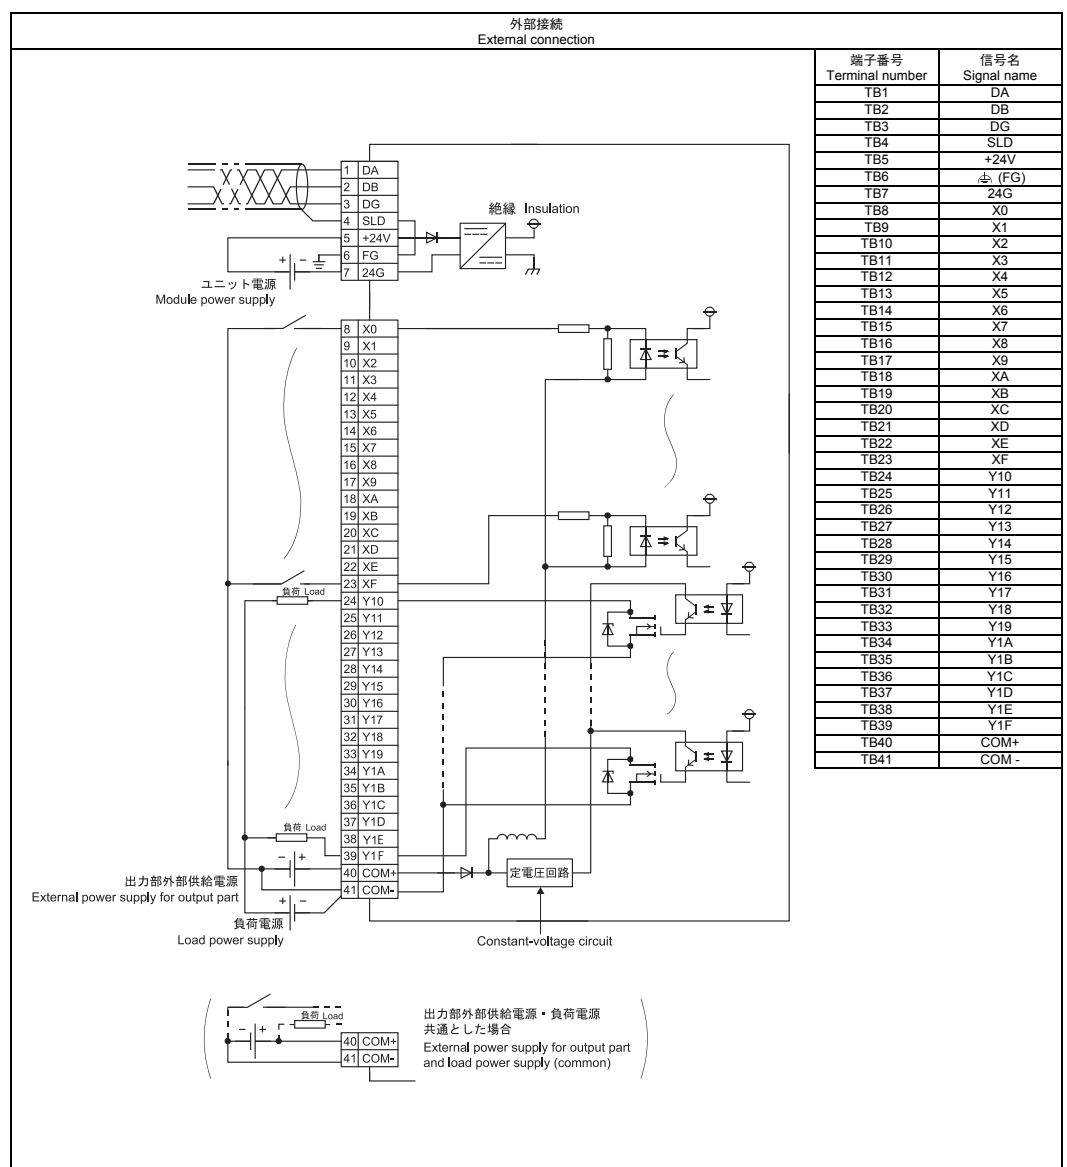 外部接続
External connection
端子番号 信号名
Terminal number Signal name
TB1 DA
TB2 DB
TB3 DG
TB4 SLD
TB5 +24V
TB6 (FG)
TB7 24G
TB8 X0
TB9 X1
TB10 X2
TB11 X3
TB12 X4
TB13 X5
TB14 X6
TB15 X7
TB16 X8
TB17 X9
TB18 XA
TB19 XB
TB20 XC
TB21 XD
TB22 XE
TB23 XF
TB24 Y10
TB25 Y11
TB26 Y12
TB27 Y13
TB28 Y14
TB29 Y15
TB30 Y16
TB31 Y17
TB32 Y18
TB33 Y19
TB34 Y1A
TB35 Y1B
TB36 Y1C
TB37 Y1D
TB38 Y1E
TB39 Y1F
TB40 COM+
TB41 COM -
1 DA
2 DB
3 DG
4 SLD
5 +24V
6 FG
7 24G
絶縁 Insulation
+ −
ユニット電源
Module power supply
8 X0
9 X1
10 X2
11 X3
12 X4
13 X5
14 X6
15 X7
16 X8
17 X9
18 XA
19 XB
20 XC
21 XD
22 XE
23 XF
負荷 Load
24 Y10
25 Y11
26 Y12
27 Y13
28 Y14
29 Y15
30 Y16
31 Y17
32 Y18
33 Y19
34 Y1A
35 Y1B
36 Y1C
37 Y1D
負荷 Load
38 Y1E
39 Y1F
− +
40 COM+
41 COM-
定電圧回路
出力部外部供給電源
External power supply for output part
+ −
負荷電源
Load power supply
Constant-voltage circuit
負荷 Load
− +
40 COM+
41 COM-
出力部外部供給電源・負荷電源
共通とした場合
External power supply for output part
and load power supply (common)